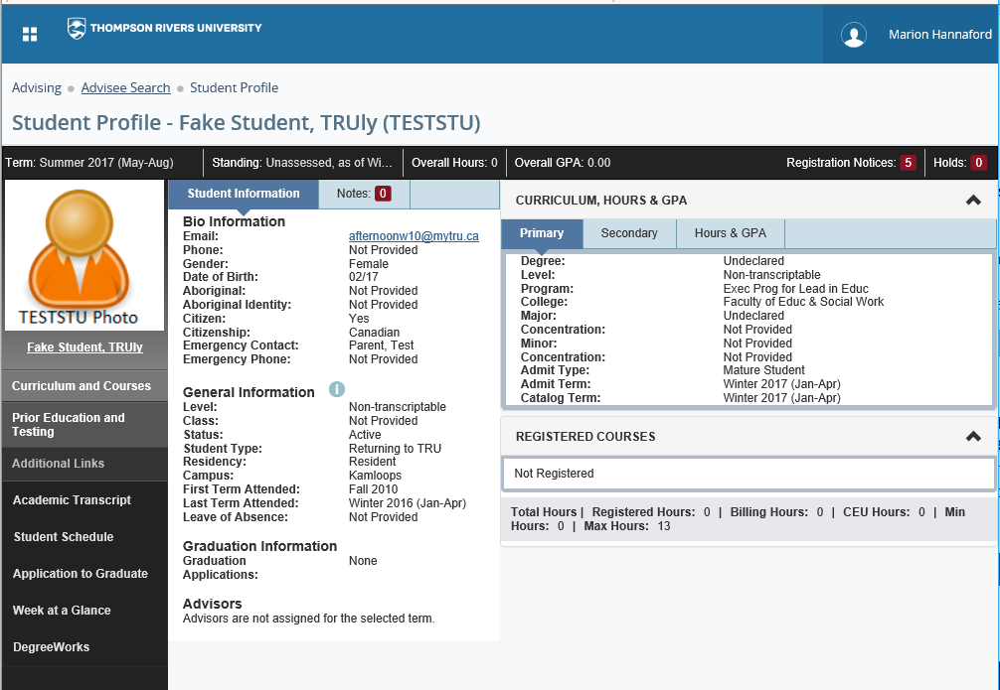 THOMPSON RIVERS UNIVERSITY
Marion Hannaford
Advising Advisee Search Student Profile
Student Profile - Fake Student, TRUly (TESTSTU)
Term: Summer 2017 (May-Aug) Standing: Unassessed, as of Wi... Overall Hours: 0 Overall GPA: 0.00 Registration Notices: 5 Holds: 0
TESTSTU Photo
Fake Student, TRUly
Curriculum and Courses
Prior Education and
Testing
Additional Links
Academic Transcript
Student Schedule
Application to Graduate
Week at a Glance
DegreeWorks
Student Information Notes: 0
Bio Information
Email: afternoonw10@mytru.ca
Phone: Not Provided
Gender: Female
Date of Birth: 02/17
Aboriginal: Not Provided
Aboriginal Identity: Not Provided
Citizen: Yes
Citizenship: Canadian
Emergency Contact: Parent, Test
Emergency Phone: Not Provided
General Information i
Level: Non-transcriptable
Class: Not Provided
Status: Active
Student Type: Returning to TRU
Residency: Resident
Campus: Kamloops
First Term Attended: Fall 2010
Last Term Attended: Winter 2016 (Jan-Apr)
Leave of Absence: Not Provided
Graduation Information
Graduation None
Applications:
Advisors
Advisors are not assigned for the selected term.
CURRICULUM, HOURS & GPA
Primary Secondary Hours & GPA
Degree: Undeclared
Level: Non-transcriptable
Program: Exec Prog for Lead in Educ
College: Faculty of Educ & Social Work
Major: Undeclared
Concentration: Not Provided
Minor: Not Provided
Concentration: Not Provided
Admit Type: Mature Student
Admit Term: Winter 2017 (Jan-Apr)
Catalog Term: Winter 2017 (Jan-Apr)
REGISTERED COURSES
Not Registered
Total Hours | Registered Hours: 0 | Billing Hours: 0 | CEU Hours: 0 | Min
Hours: 0 | Max Hours: 13